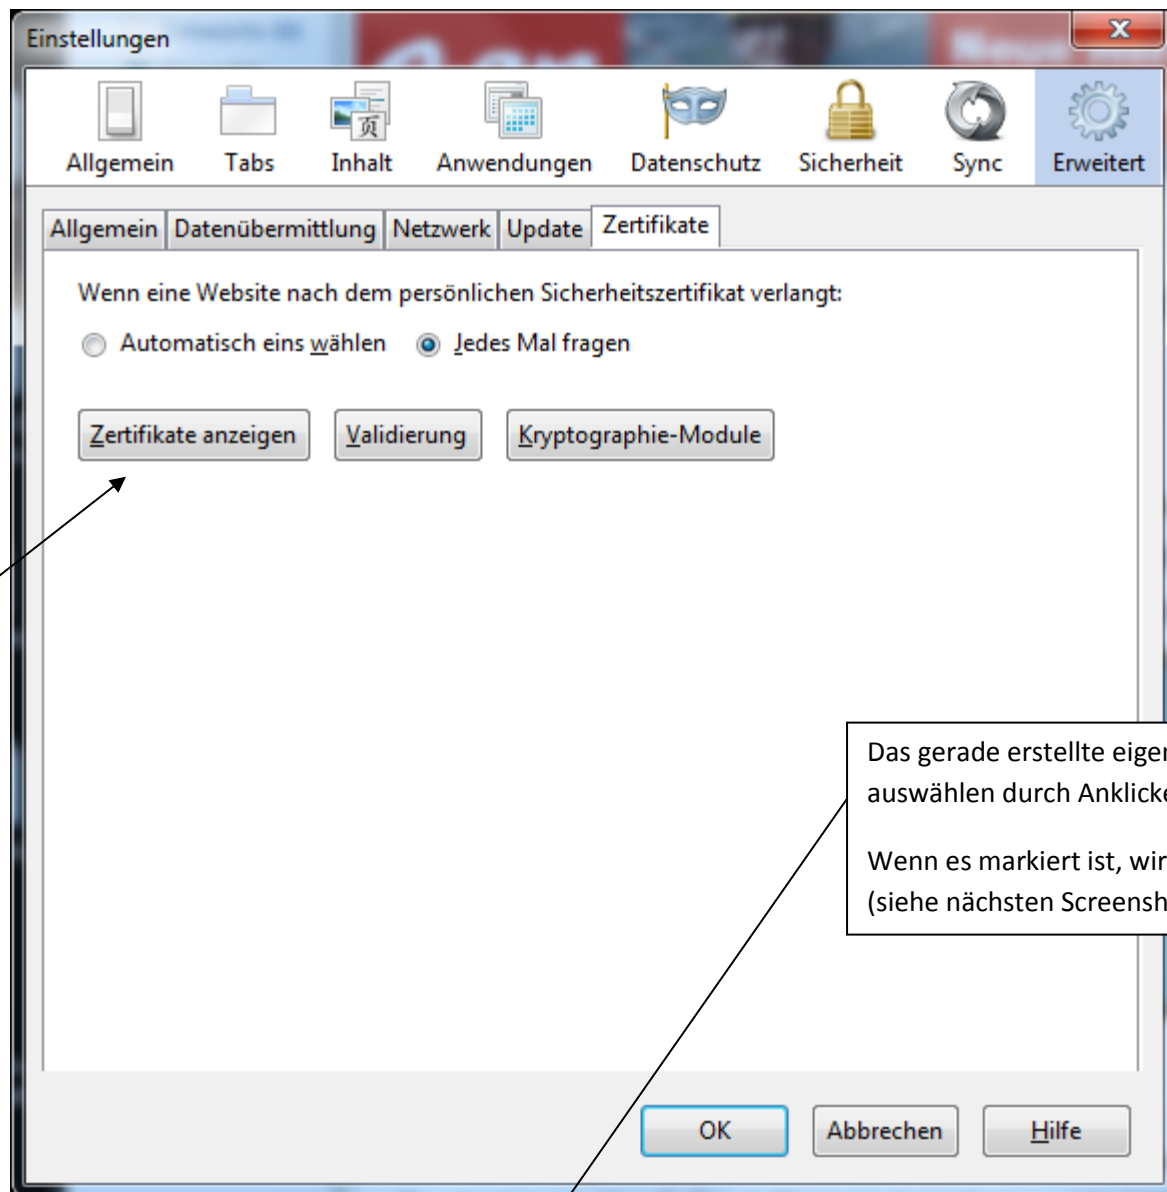 Einstellungen
Allgemein Tabs Inhalt Anwendungen Datenschutz Sicherheit Sync Erweitert
Allgemein Datenübermittlung Netzwerk Update Zertifikate
Wenn eine Website nach dem persönlichen Sicherheitszertifikat verlangt:
Automatisch eins wählen Jedes Mal fragen
Zertifikate anzeigen Validierung Kryptographie-Module
Das gerade erstellte
auswählen durch
Wenn es markiert ist,
(siehe nächsten
OK Abbrechen Hilfe